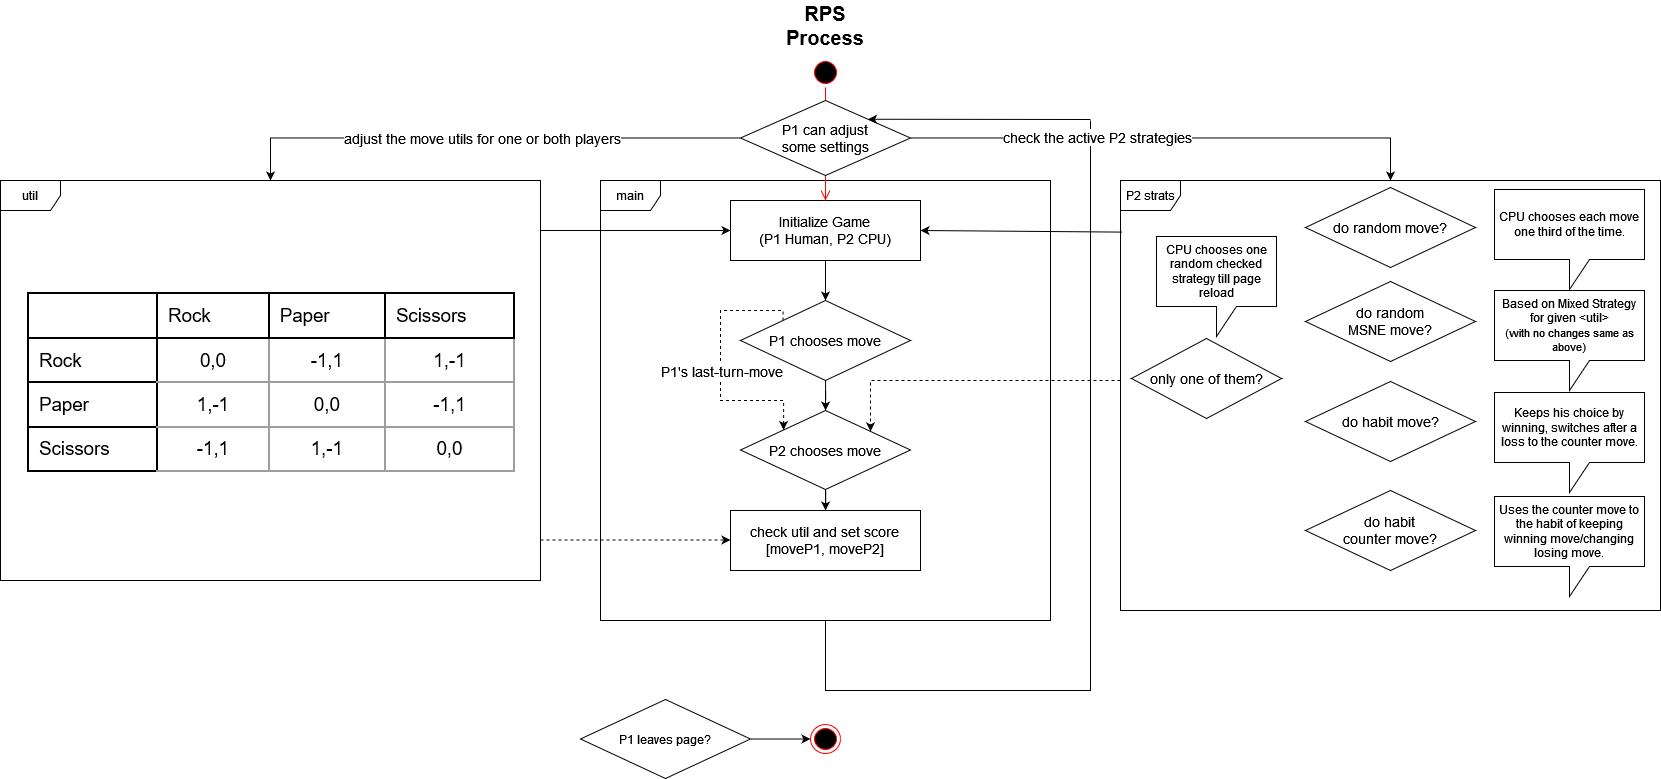 RPS
Process
P1 can adjust
some settings
adjust the move utils for one or both players
check the active P2 strategies
util
Rock Paper Scissors
Rock 0,0 -1,1 1,-1
Paper 1,-1 0,0 -1,1
Scissors -1,1 1,-1 0,0
main
Initialize Game
(P1 Human, P2 CPU)
P1 chooses move
P1's last-turn-move
P2 chooses move
check util and set score
[moveP1, moveP2]
P2 strats
CPU chooses one
random checked
strategy till page
reload
only one of them?
do random move?
CPU chooses each move
one third of the time.
do random
MSNE move?
Based on Mixed Strategy
for given <util>
(with no changes same as
above)
do habit move?
Keeps his choice by
winning, switches after a
loss to the counter move.
do habit
counter move?
Uses the counter move to
the habit of keeping
winning move/changing
losing move.
P1 leaves page?